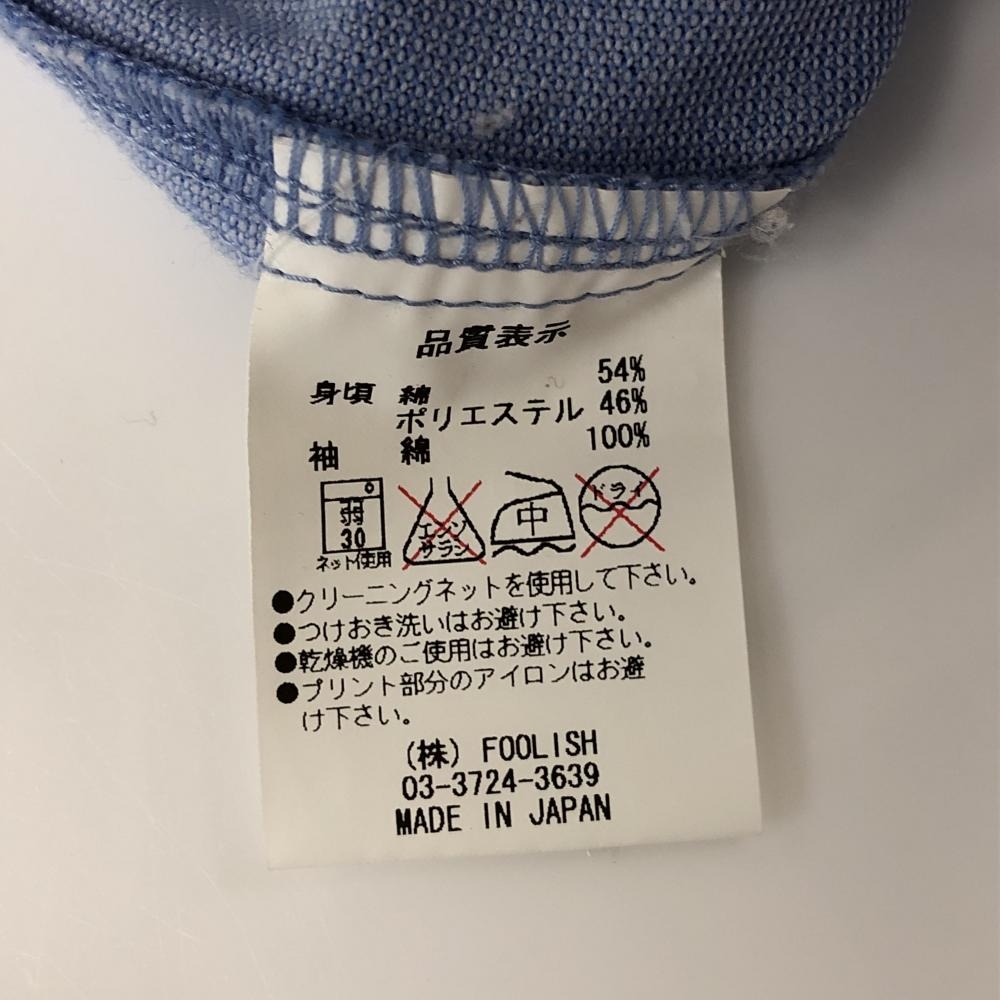 品質表示
身頃 綿 54%
ポリエステル 46%
袖 綿 100%
弱
30
ネット使用
エンソ
サラシ
中
ドライ
●クリーニングネットを使用して下さい。
●つけおき洗いはお避け下さい。
●乾燥機のご使用はお避け下さい。
●プリント部分のアイロンはお避
け下さい。
(株) FOOLISH
03-3724-3639
MADE IN JAPAN